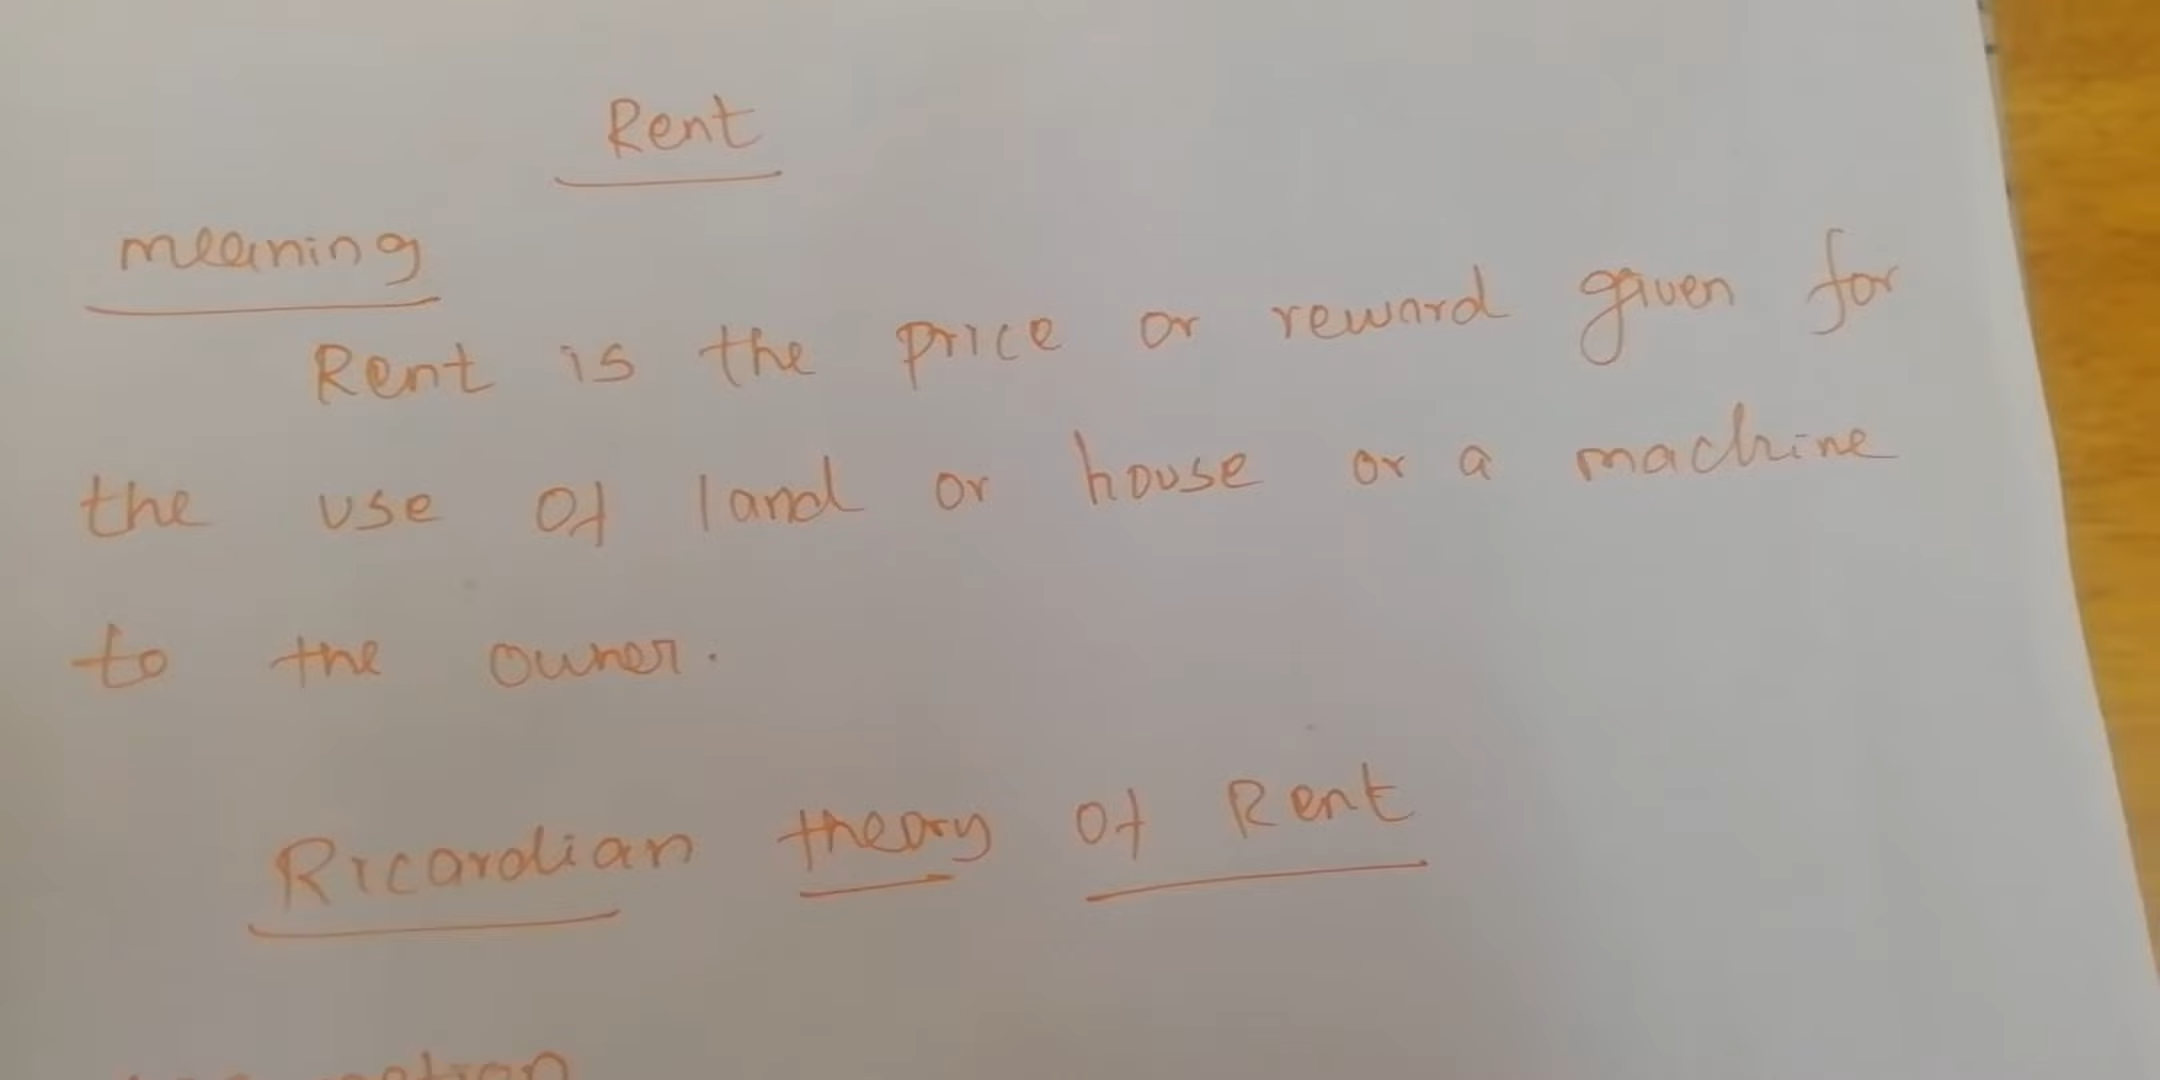 Rent
meaning
Rent is the price or reward given for
the use of land or house or a machine
to the owner.
Ricardian theory of Rent